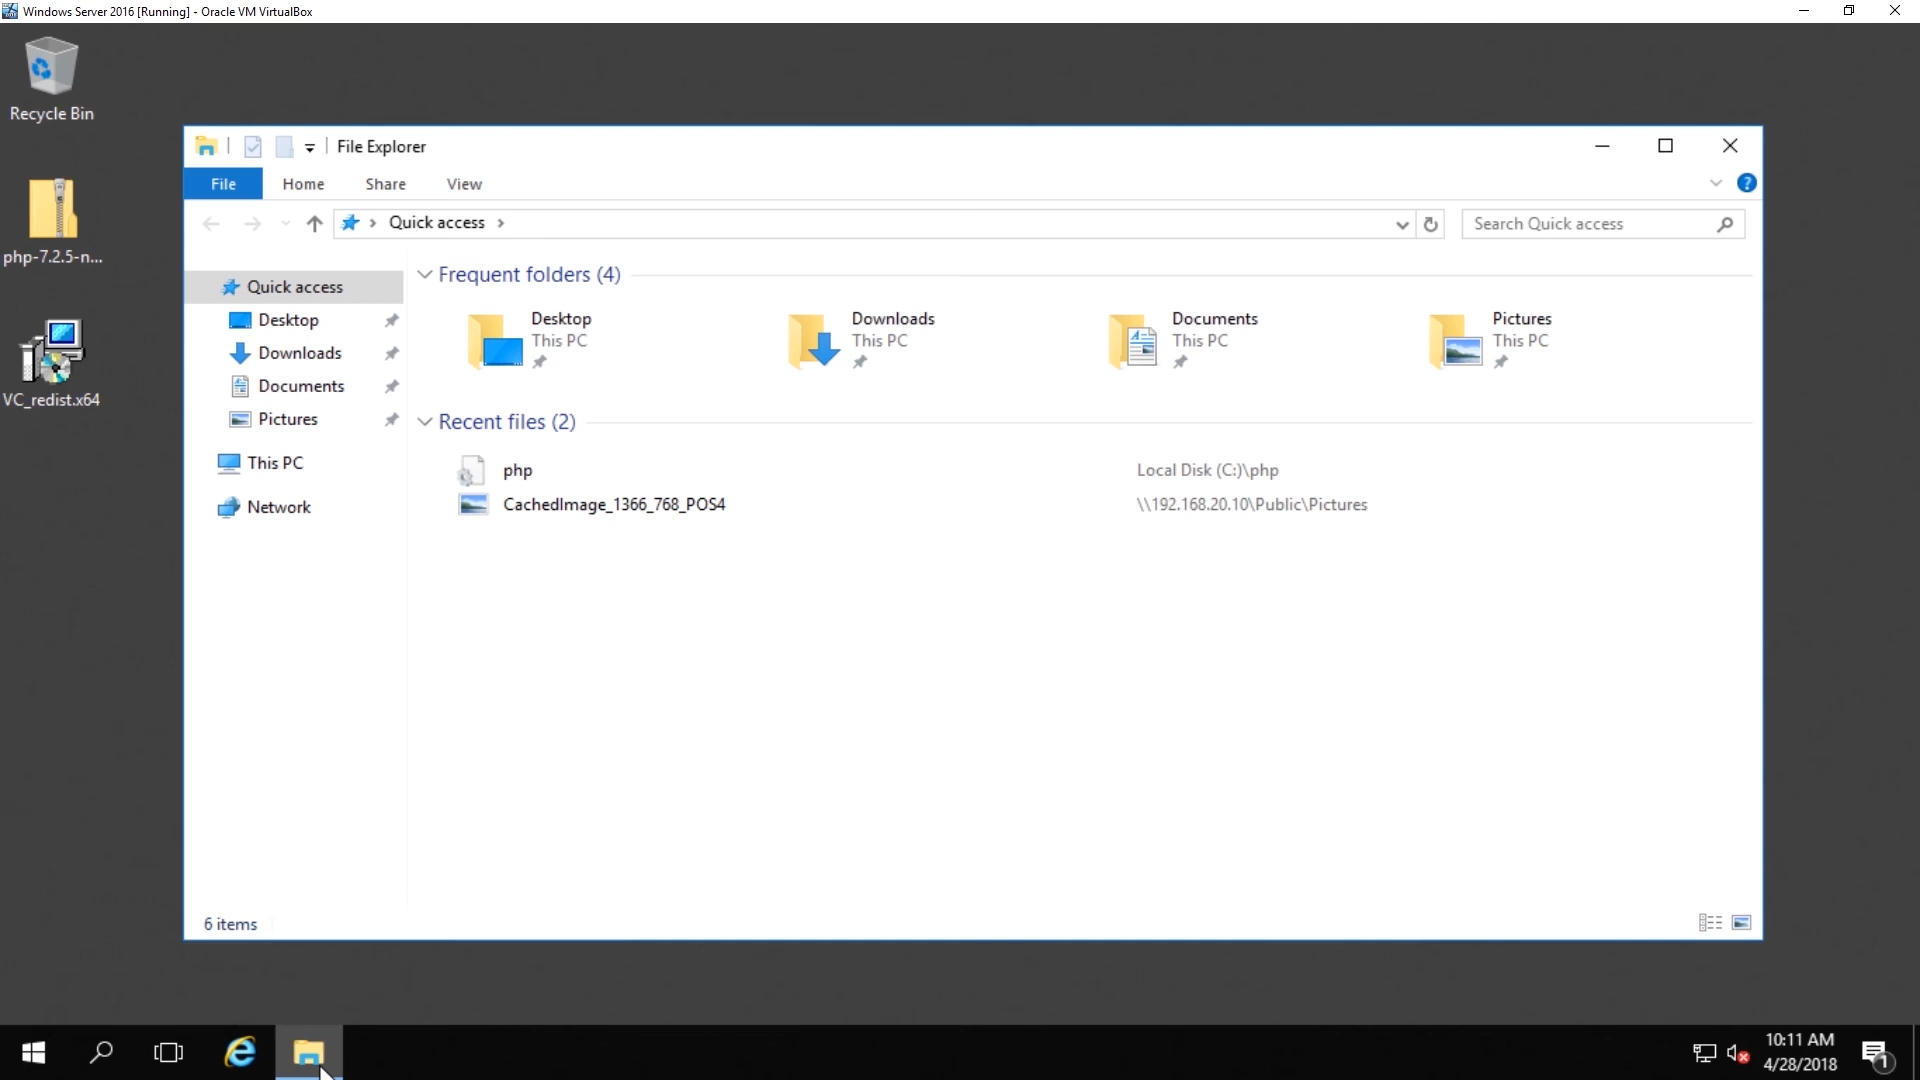 Windows Server 2016 [Running] - Oracle VM VirtualBox
Recycle Bin
php-7.2.5-n...
VC_redist.x64
File Explorer
File Home Share View
Quick access
Search Quick access
Quick access
Desktop
Downloads
Documents
Pictures
This PC
Network
Frequent folders (4)
Desktop
This PC
Downloads
This PC
Documents
This PC
Pictures
This PC
Recent files (2)
php Local Disk (C:)\php
CachedImage_1366_768_POS4 \\192.168.20.10\Public\Pictures
6 items
10:11 AM
4/28/2018
1